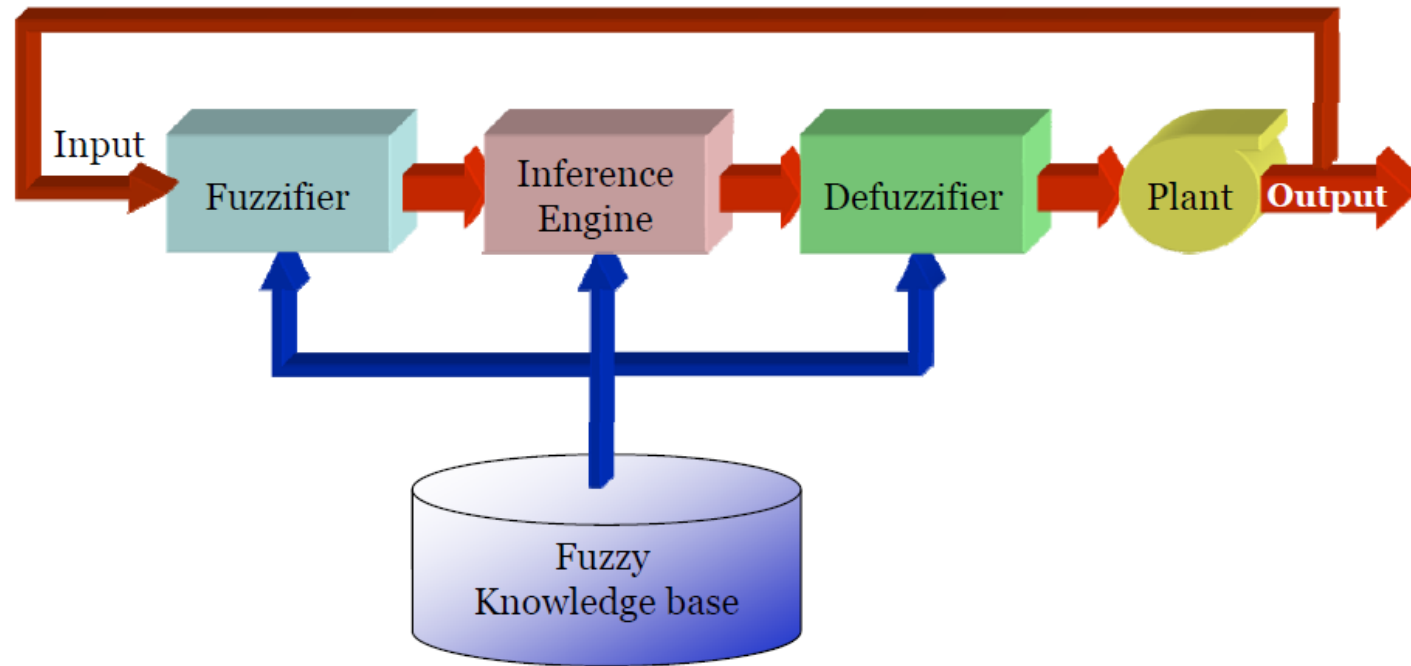 Input
Fuzzifier
Inference
Engine
Defuzzifier
Plant
Output
Fuzzy
Knowledge base